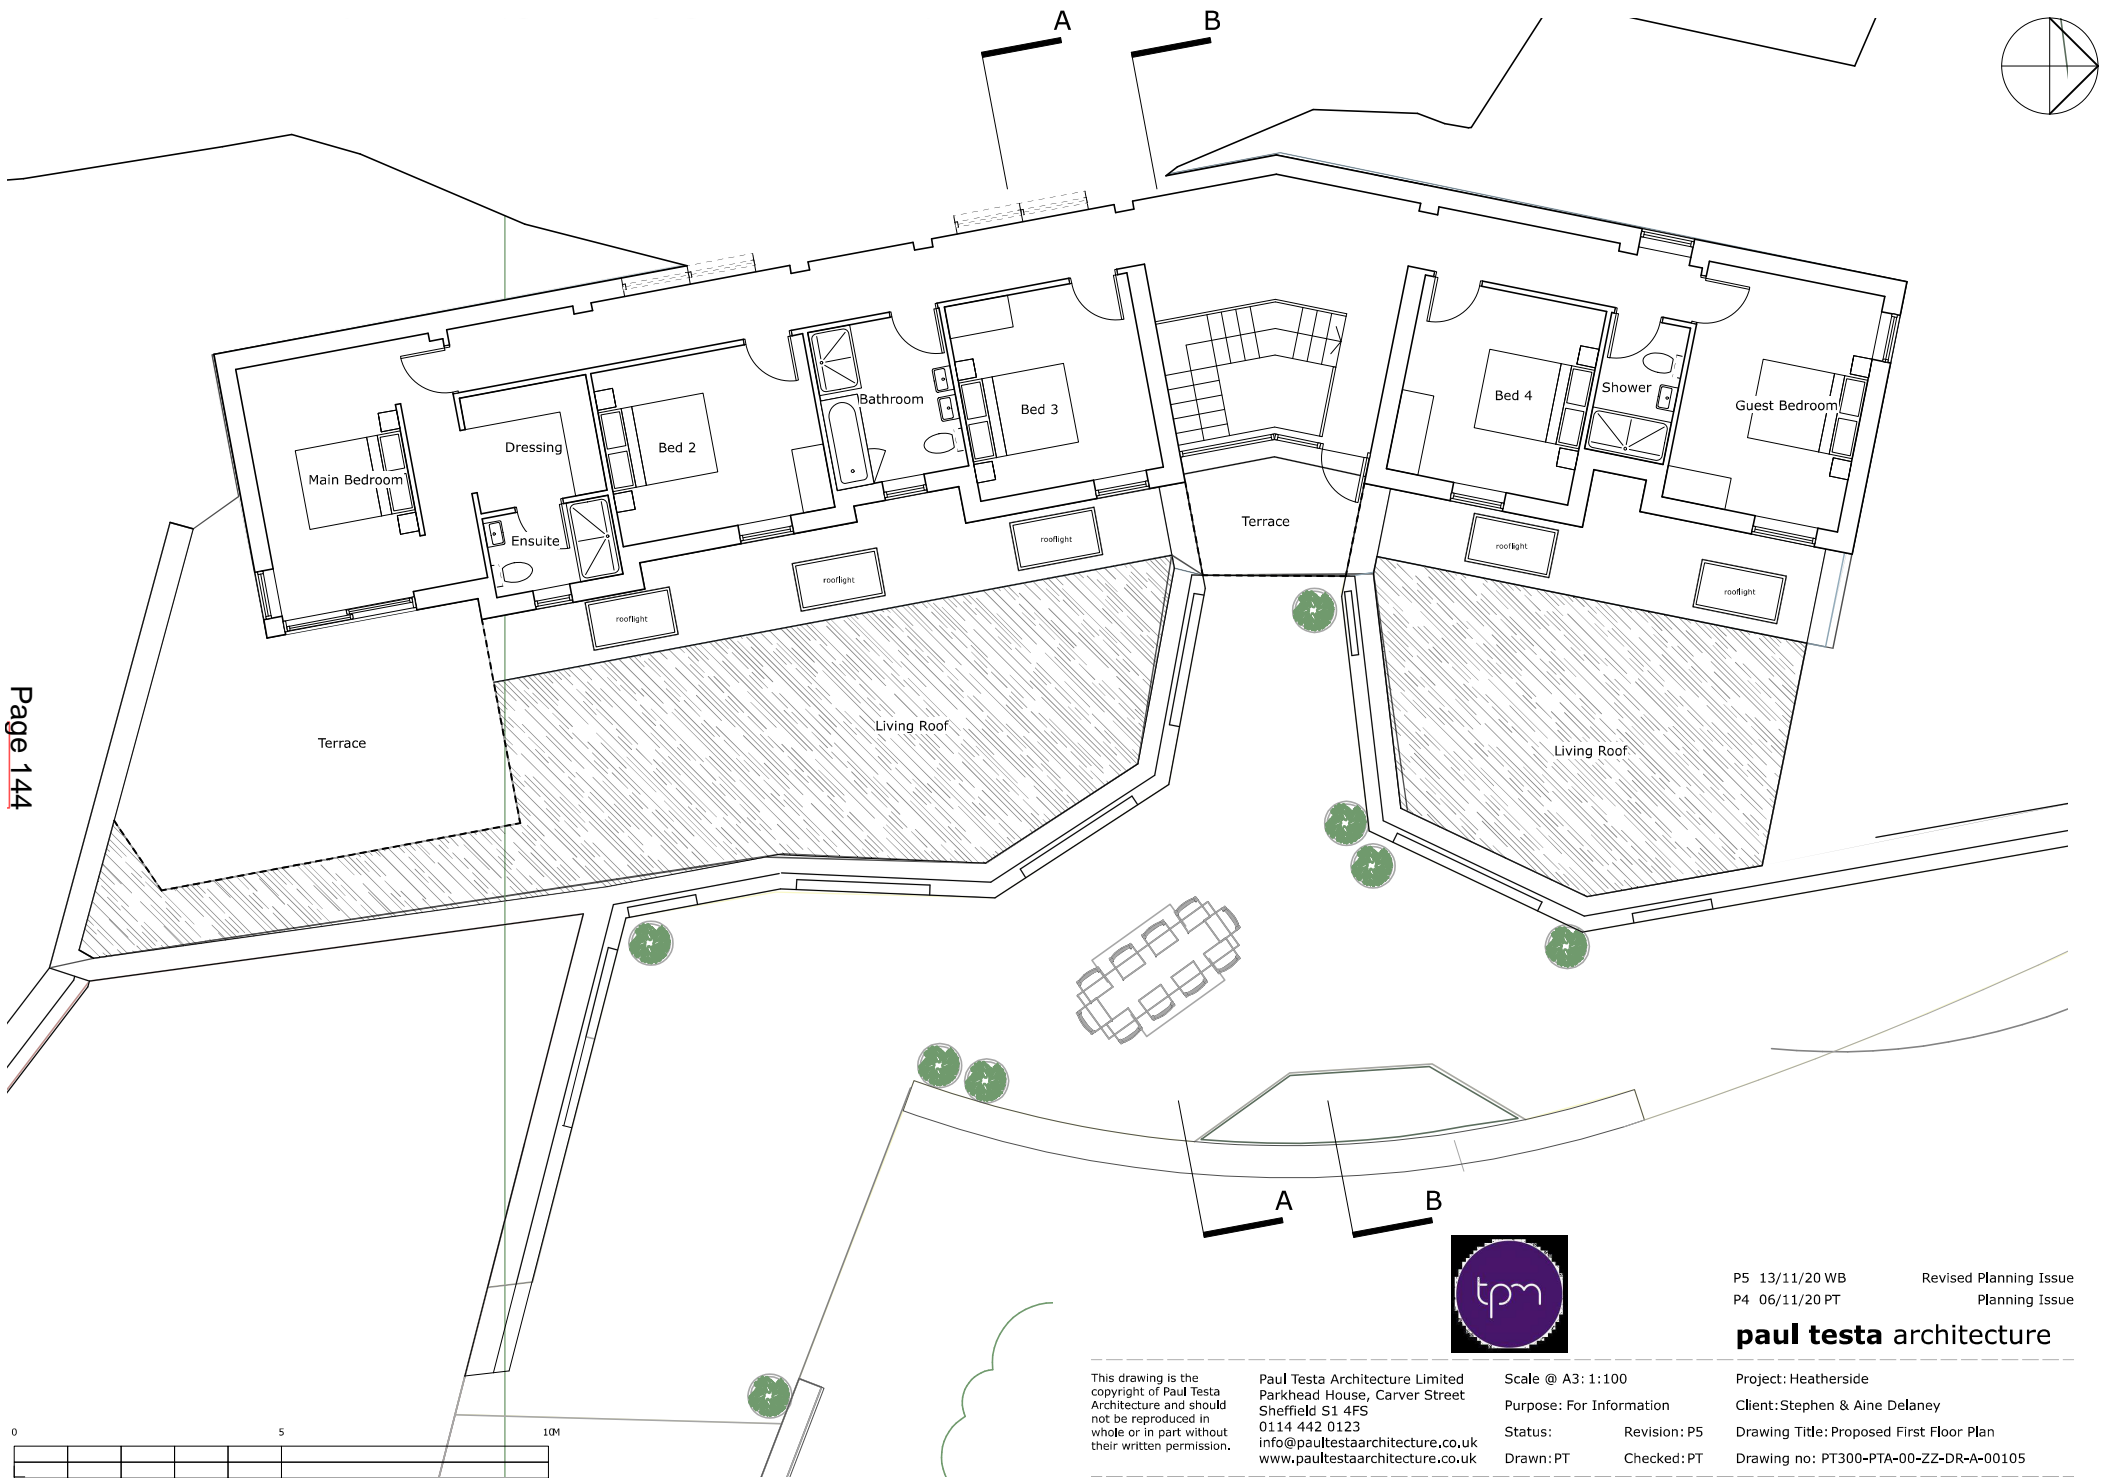 A
B
Main Bedroom
Dressing
Ensuite
Bed 2
Bathroom
Bed 3
Bed 4
Shower
Guest Bedroom
Terrace
rooflight
rooflight
rooflight
rooflight
rooflight
Terrace
Living Roof
Living Roof
Page 144
A
B
tpm
P5 13/11/20 WB Revised Planning Issue
P4 06/11/20 PT Planning Issue
paul testa architecture
This drawing is the
copyright of Paul Testa
Architecture and should
not be reproduced in
whole or in part without
their written permission.
Paul Testa Architecture Limited
Parkhead House, Carver Street
Sheffield S1 4FS
0114 442 0123
info@paultestaarchitecture.co.uk
www.paultestaarchitecture.co.uk
Scale @ A3: 1:100
Purpose: For Information
Status: Revision: P5
Drawn: PT Checked: PT
Project: Heatherside
Client: Stephen & Aine Delaney
Drawing Title: Proposed First Floor Plan
Drawing no: PT300-PTA-00-ZZ-DR-A-00105
0 5 10M